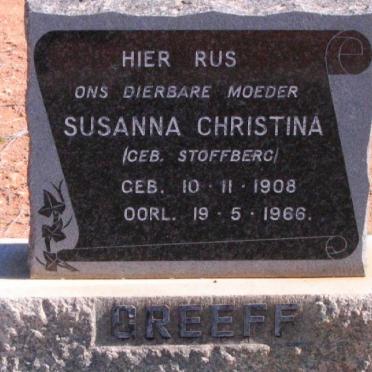 HIER RUS
ONS DIERBARE MOEDER
SUSANNA CHRISTINA
/GEB. STOFFBERG/
GEB. 10·11·1908
OORL. 19·5·1966.
GREEFF